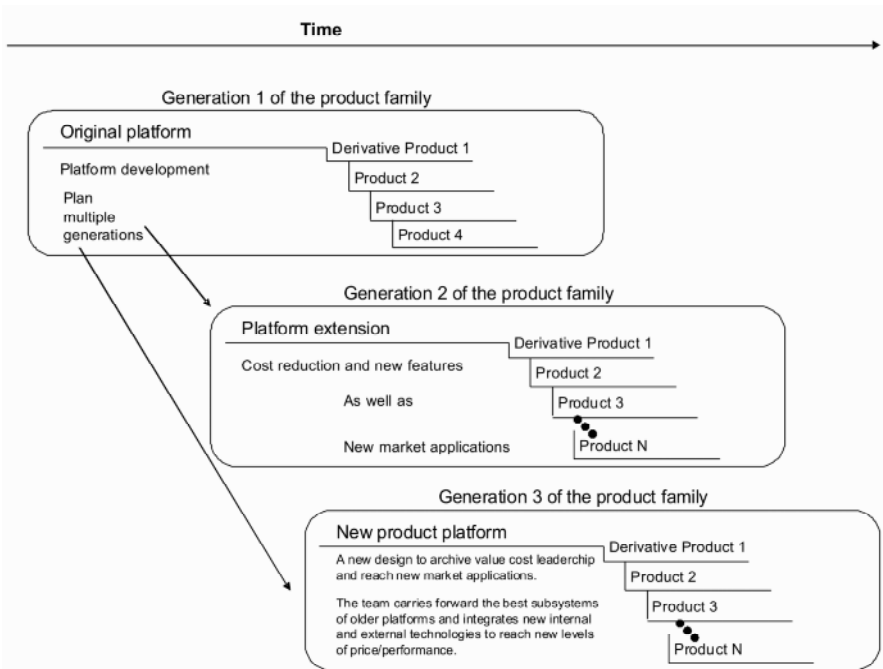 Time
Generation 1 of the product family
Original platform
Derivative Product 1
Platform development
Product 2
Plan
multiple
generations
Product 3
Product 4
Generation 2 of the product family
Platform extension
Derivative Product 1
Cost reduction and new features
Product 2
As well as
Product 3
New market applications
Product N
Generation 3 of the product family
New product platform
Derivative Product 1
A new design to archive value cost leadership
and reach new market applications.
Product 2
The team carries forward the best subsystems
of older platforms and integrates new internal
and external technologies to reach new levels
of price/performance.
Product 3
Product N